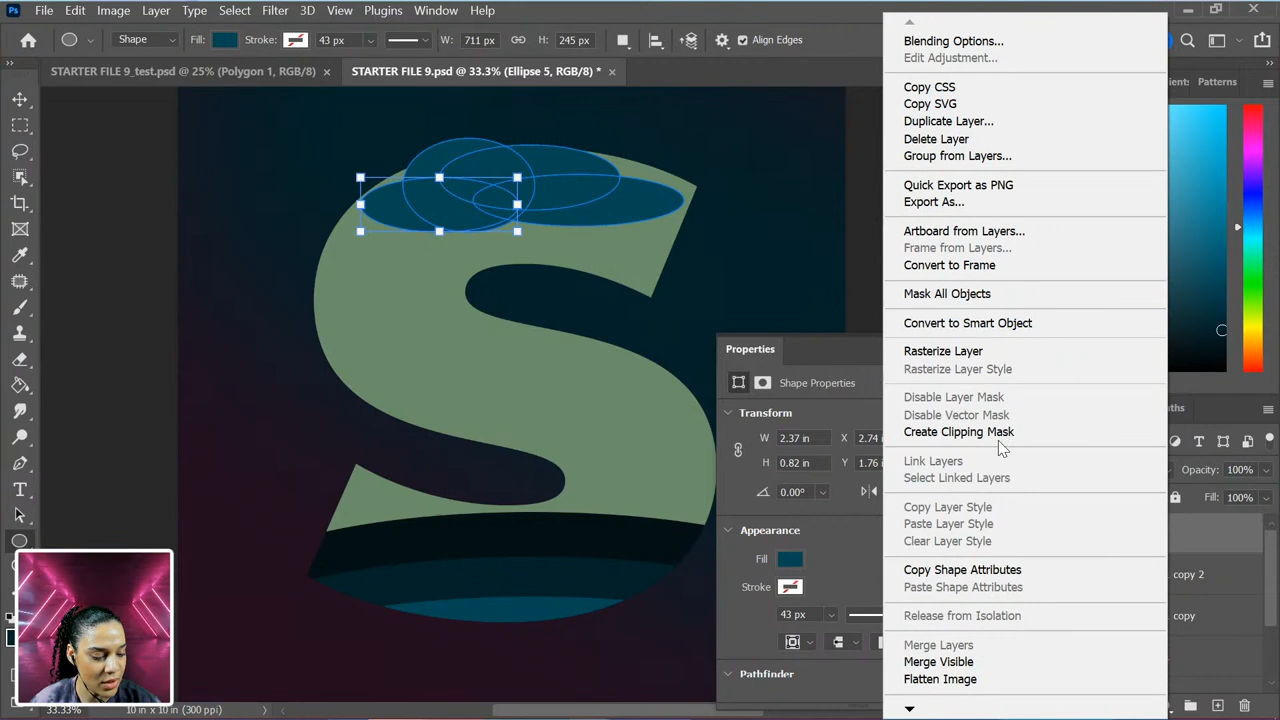 Ps File Edit Image Layer Type Select Filter 3D View Plugins Window Help
Shape Fill: Stroke: 43 px W: 711 px H: 245 px Align Edges
STARTER FILE 9_test.psd @ 25% (Polygon 1, RGB/8) × STARTER FILE 9.psd @ 33.3% (Ellipse 5, RGB/8) * ×
Patterns
Blending Options...
Edit Adjustment...
Copy CSS
Copy SVG
Duplicate Layer...
Delete Layer
Group from Layers...
Quick Export as PNG
Export As...
Artboard from Layers...
Frame from Layers...
Convert to Frame
Mask All Objects
Convert to Smart Object
Rasterize Layer
Rasterize Layer Style
Disable Layer Mask
Disable Vector Mask
Create Clipping Mask
Link Layers
Select Linked Layers
Copy Layer Style
Paste Layer Style
Clear Layer Style
Copy Shape Attributes
Paste Shape Attributes
Release from Isolation
Merge Layers
Merge Visible
Flatten Image
S
Properties
Shape Properties
Transform
W 2.37 in X 2.74
H 0.82 in Y 1.76
0.00°
Appearance
Fill
Stroke
43 px
Pathfinder
Opacity: 100%
Fill: 100%
copy 2
copy
33.33% 10 in x 10 in (300 ppi)